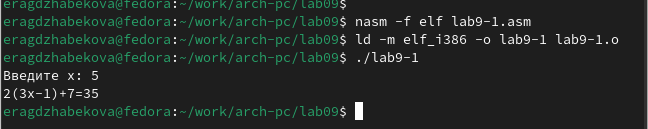 eragdzhabekova@fedora:~/work/arch-pc/lab09$
eragdzhabekova@fedora:~/work/arch-pc/lab09$ nasm -f elf lab9-1.asm
eragdzhabekova@fedora:~/work/arch-pc/lab09$ ld -m elf_i386 -o lab9-1 lab9-1.o
eragdzhabekova@fedora:~/work/arch-pc/lab09$ ./lab9-1
Введите x: 5
2(3x-1)+7=35
eragdzhabekova@fedora:~/work/arch-pc/lab09$